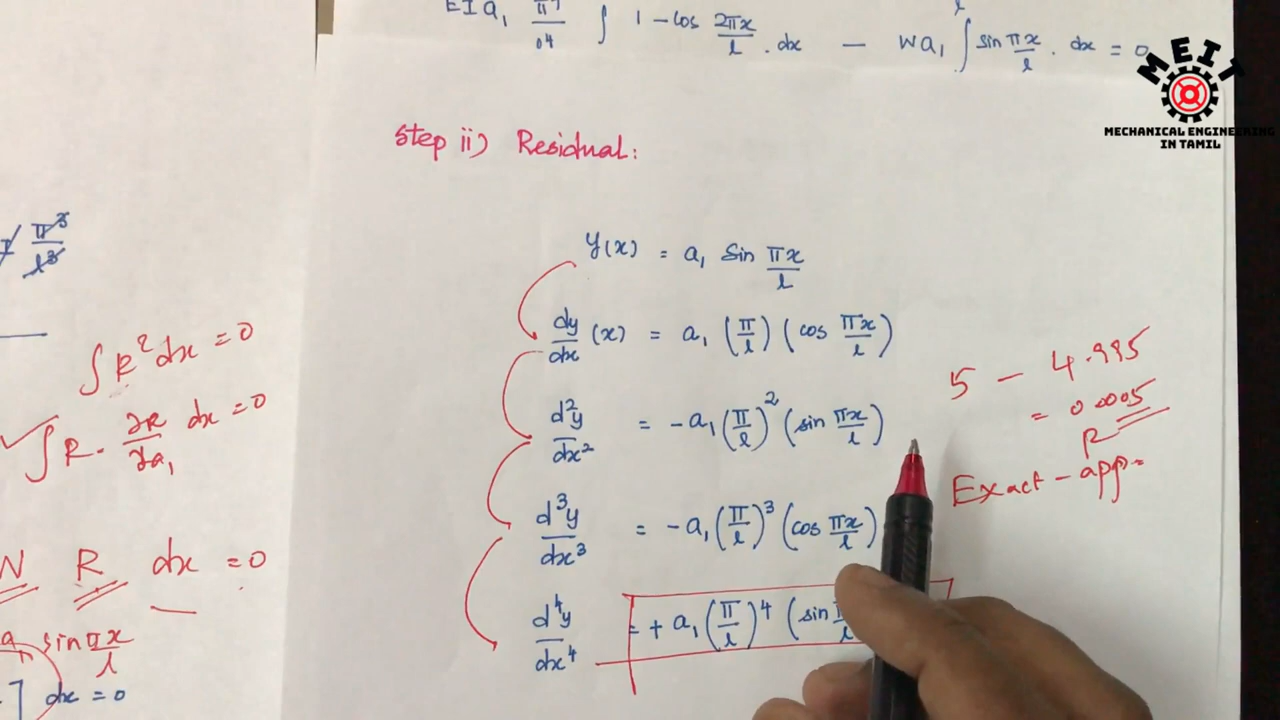 EI a₁ π⁴/l⁴ ∫ 1 - cos 2πx/l . dx - wa₁ ∫ sin πx/l . dx = 0
MEIT
MECHANICAL ENGINEERING
IN TAMIL
Step ii) Residual:
y(x) = a₁ Sin πx/l
dy/dx (x) = a₁ (π/l) (cos πx/l)
d²y/dx² = -a₁ (π/l)² (sin πx/l)
d³y/dx³ = -a₁ (π/l)³ (cos πx/l)
d⁴y/dx⁴ = + a₁ (π/l)⁴ (sin
5 - 4.995
= 0.0005
R
Exact - app
π³/l³
∫R² dx = 0
∫R. ∂R/∂a₁ dx = 0
N R dx = 0
sin πx/l
] dx = 0